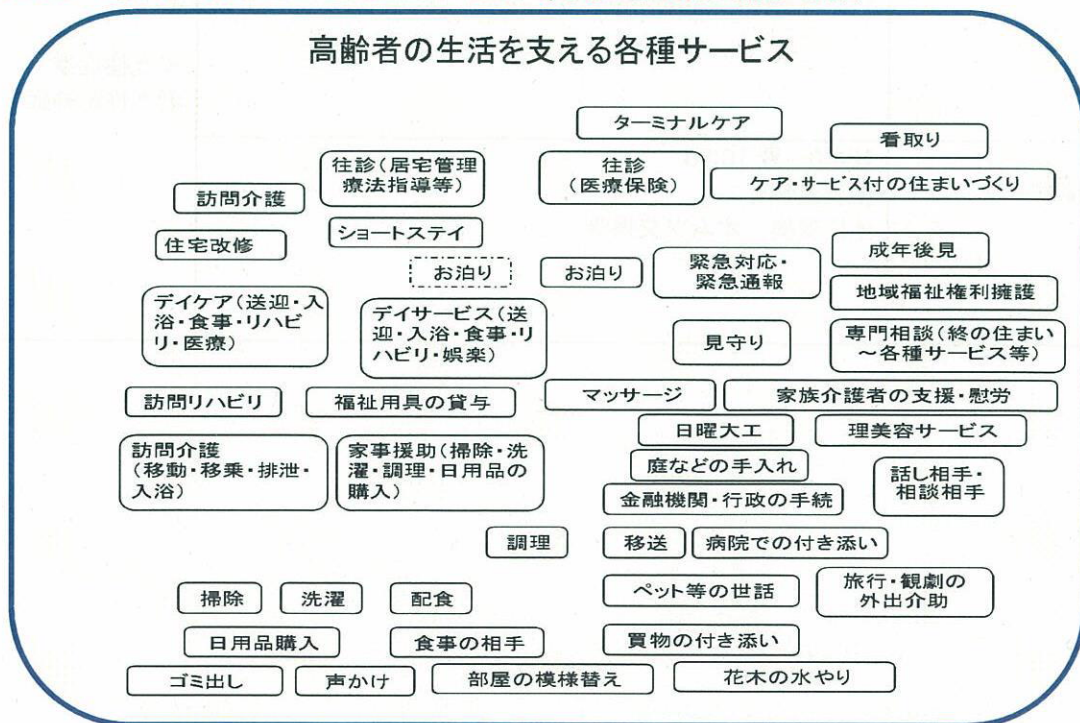 高齢者の生活を支える各種サービス
ターミナルケア
看取り
往診(居宅管理
療法指導等)
往診
(医療保険)
ケア・サービス付の住まいづくり
訪問介護
住宅改修
ショートステイ
お泊り
お泊り
緊急対応・
緊急通報
成年後見
地域福祉権利擁護
デイケア(送迎・入
浴・食事・リハビ
リ・医療)
デイサービス(送
迎・入浴・食事・リ
ハビリ・娯楽)
見守り
専門相談(終の住まい
～各種サービス等)
訪問リハビリ
福祉用具の貸与
マッサージ
家族介護者の支援・慰労
日曜大工
理美容サービス
訪問介護
(移動・移乗・排泄・
入浴)
家事援助(掃除・洗
濯・調理・日用品の
購入)
庭などの手入れ
話し相手・
相談相手
金融機関・行政の手続
調理
移送
病院での付き添い
掃除
洗濯
配食
ペット等の世話
旅行・観劇の
外出介助
日用品購入
食事の相手
買物の付き添い
ゴミ出し
声かけ
部屋の模様替え
花木の水やり